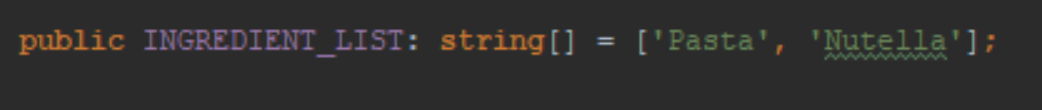 public INGREDIENT_LIST: string[] = ['Pasta', 'Nutella'];